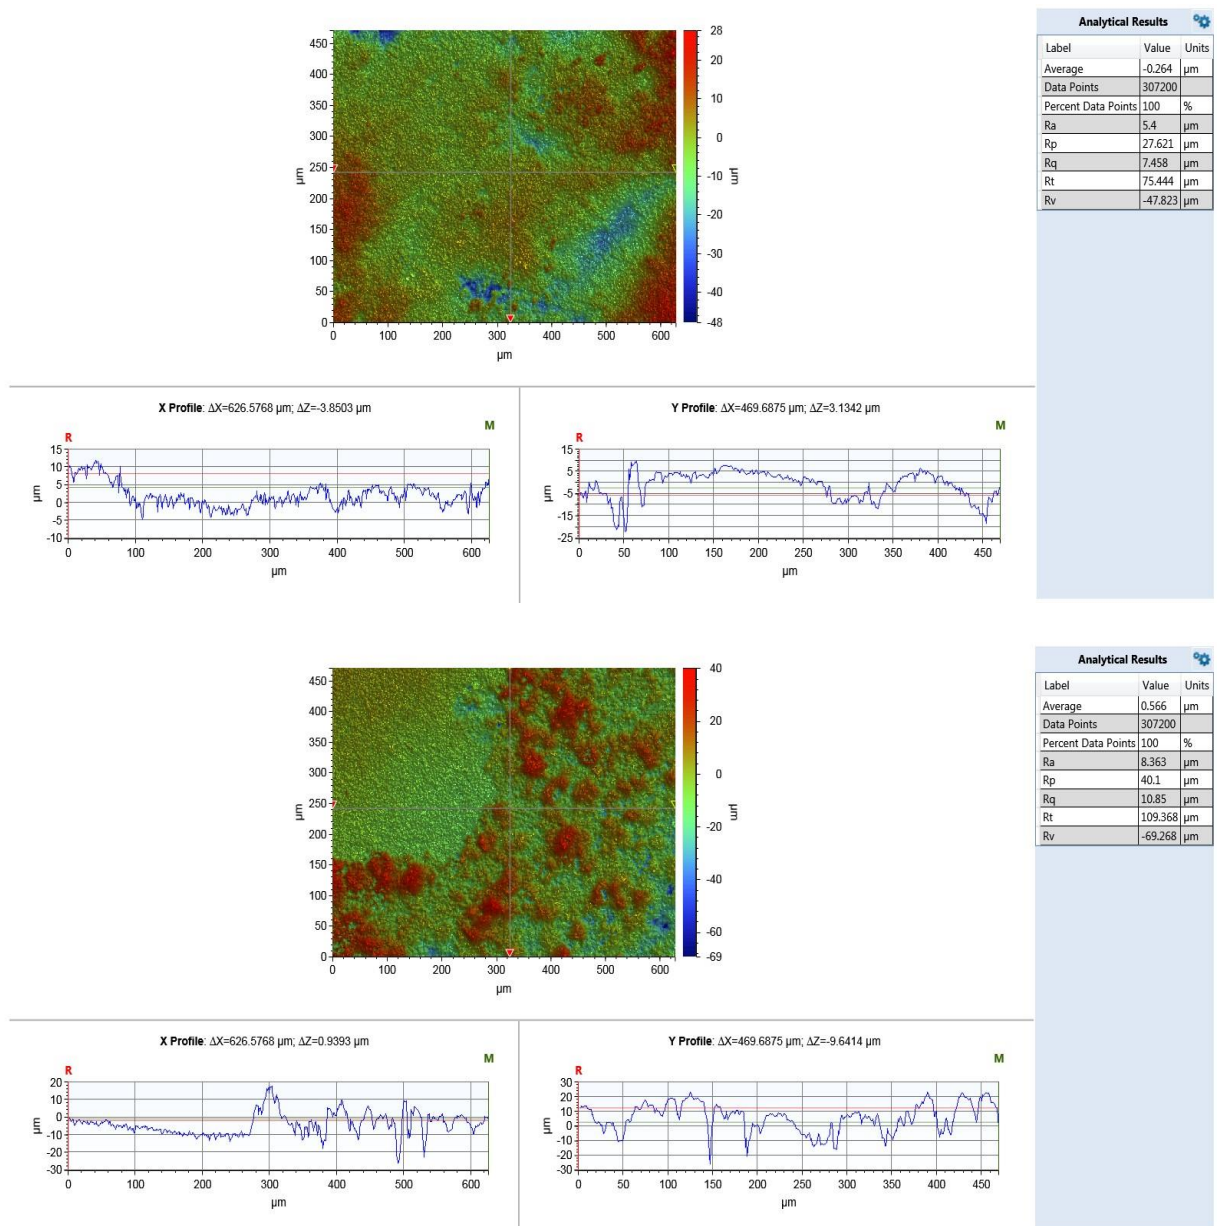 450
400
350
300
250
200
150
100
50
0
µm
0 100 200 300 400 500 600
µm
28
20
10
0
-10
-20
-30
-40
-48
µm
Analytical Results
Label Value Units
Average -0.264 µm
Data Points 307200
Percent Data Points 100 %
Ra 5.4 µm
Rp 27.621 µm
Rq 7.458 µm
Rt 75.444 µm
Rv -47.823 µm
X Profile: ΔX=626.5768 µm; ΔZ=-3.8503 µm
R M
15
10
5
0
-5
-10
µm
0 100 200 300 400 500 600
µm
Y Profile: ΔX=469.6875 µm; ΔZ=3.1342 µm
R M
15
5
-5
-15
-25
µm
0 50 100 150 200 250 300 350 400 450
µm
450
400
350
300
250
200
150
100
50
0
µm
0 100 200 300 400 500 600
µm
40
20
0
-20
-40
-60
-69
µm
Analytical Results
Label Value Units
Average 0.566 µm
Data Points 307200
Percent Data Points 100 %
Ra 8.363 µm
Rp 40.1 µm
Rq 10.85 µm
Rt 109.368 µm
Rv -69.268 µm
X Profile: ΔX=626.5768 µm; ΔZ=0.9393 µm
R M
20
10
0
-10
-20
-30
µm
0 100 200 300 400 500 600
µm
Y Profile: ΔX=469.6875 µm; ΔZ=-9.6414 µm
R M
30
20
10
0
-10
-20
-30
µm
0 50 100 150 200 250 300 350 400 450
µm